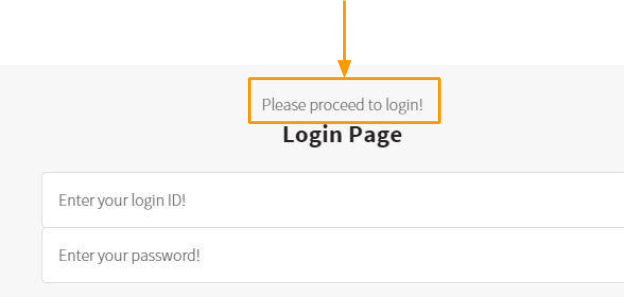 Please proceed to login!
Login Page
Enter your login ID!
Enter your password!